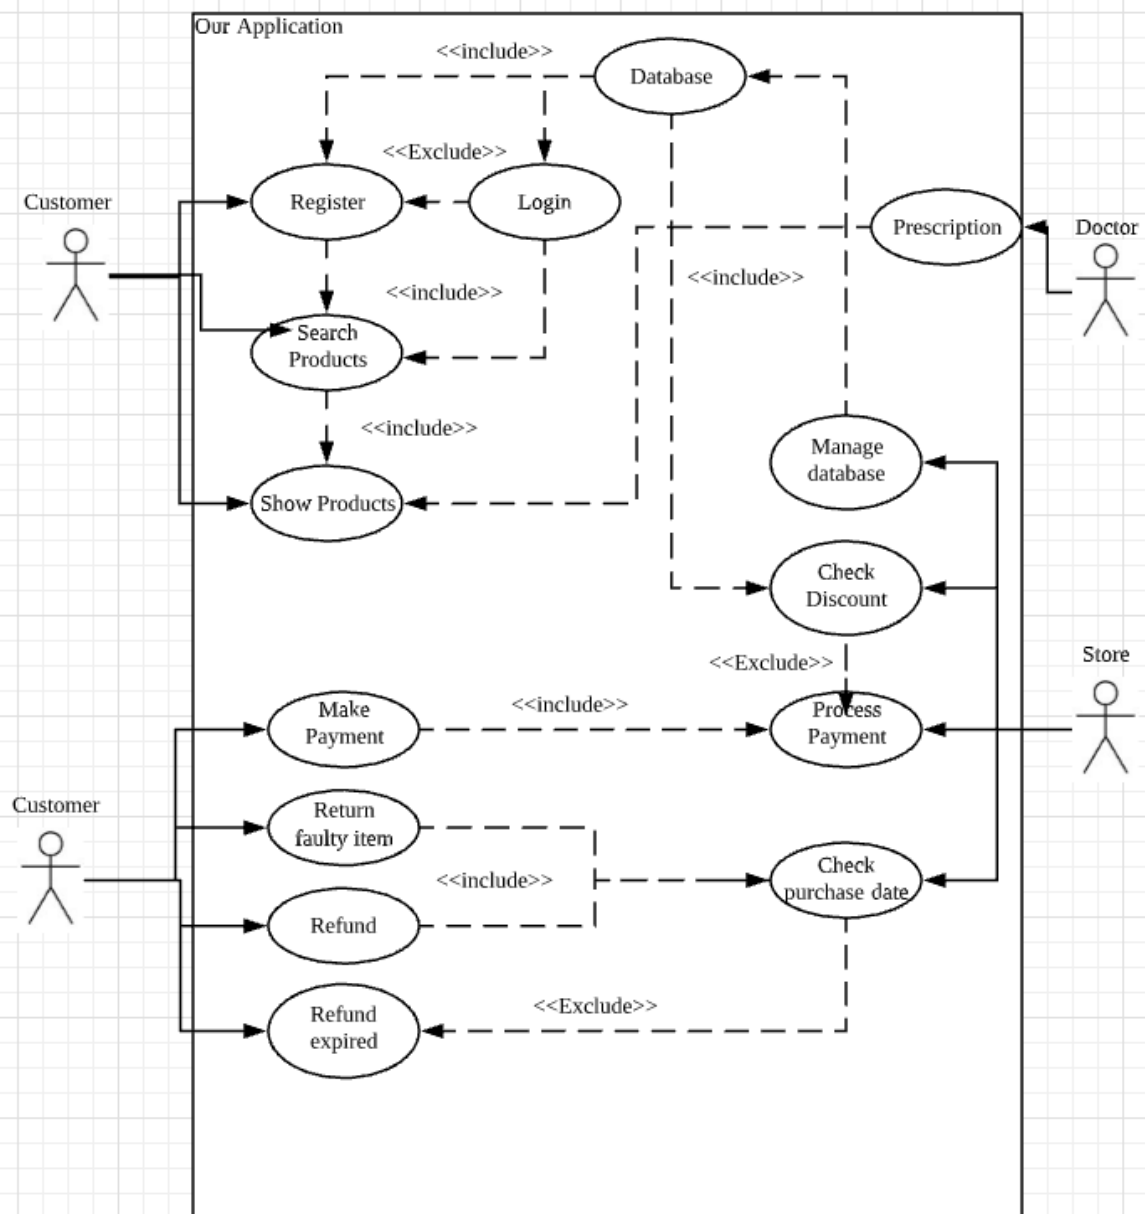 Our Application
<<include>>
Database
<<Exclude>>
Customer
Register
Login
Prescription
Doctor
<<include>>
<<include>>
Search
Products
<<include>>
Manage
database
Show Products
Check
Discount
<<Exclude>>
Store
<<include>>
Make
Payment
Process
Payment
Customer
Return
faulty item
<<include>>
Check
purchase date
Refund
<<Exclude>>
Refund
expired